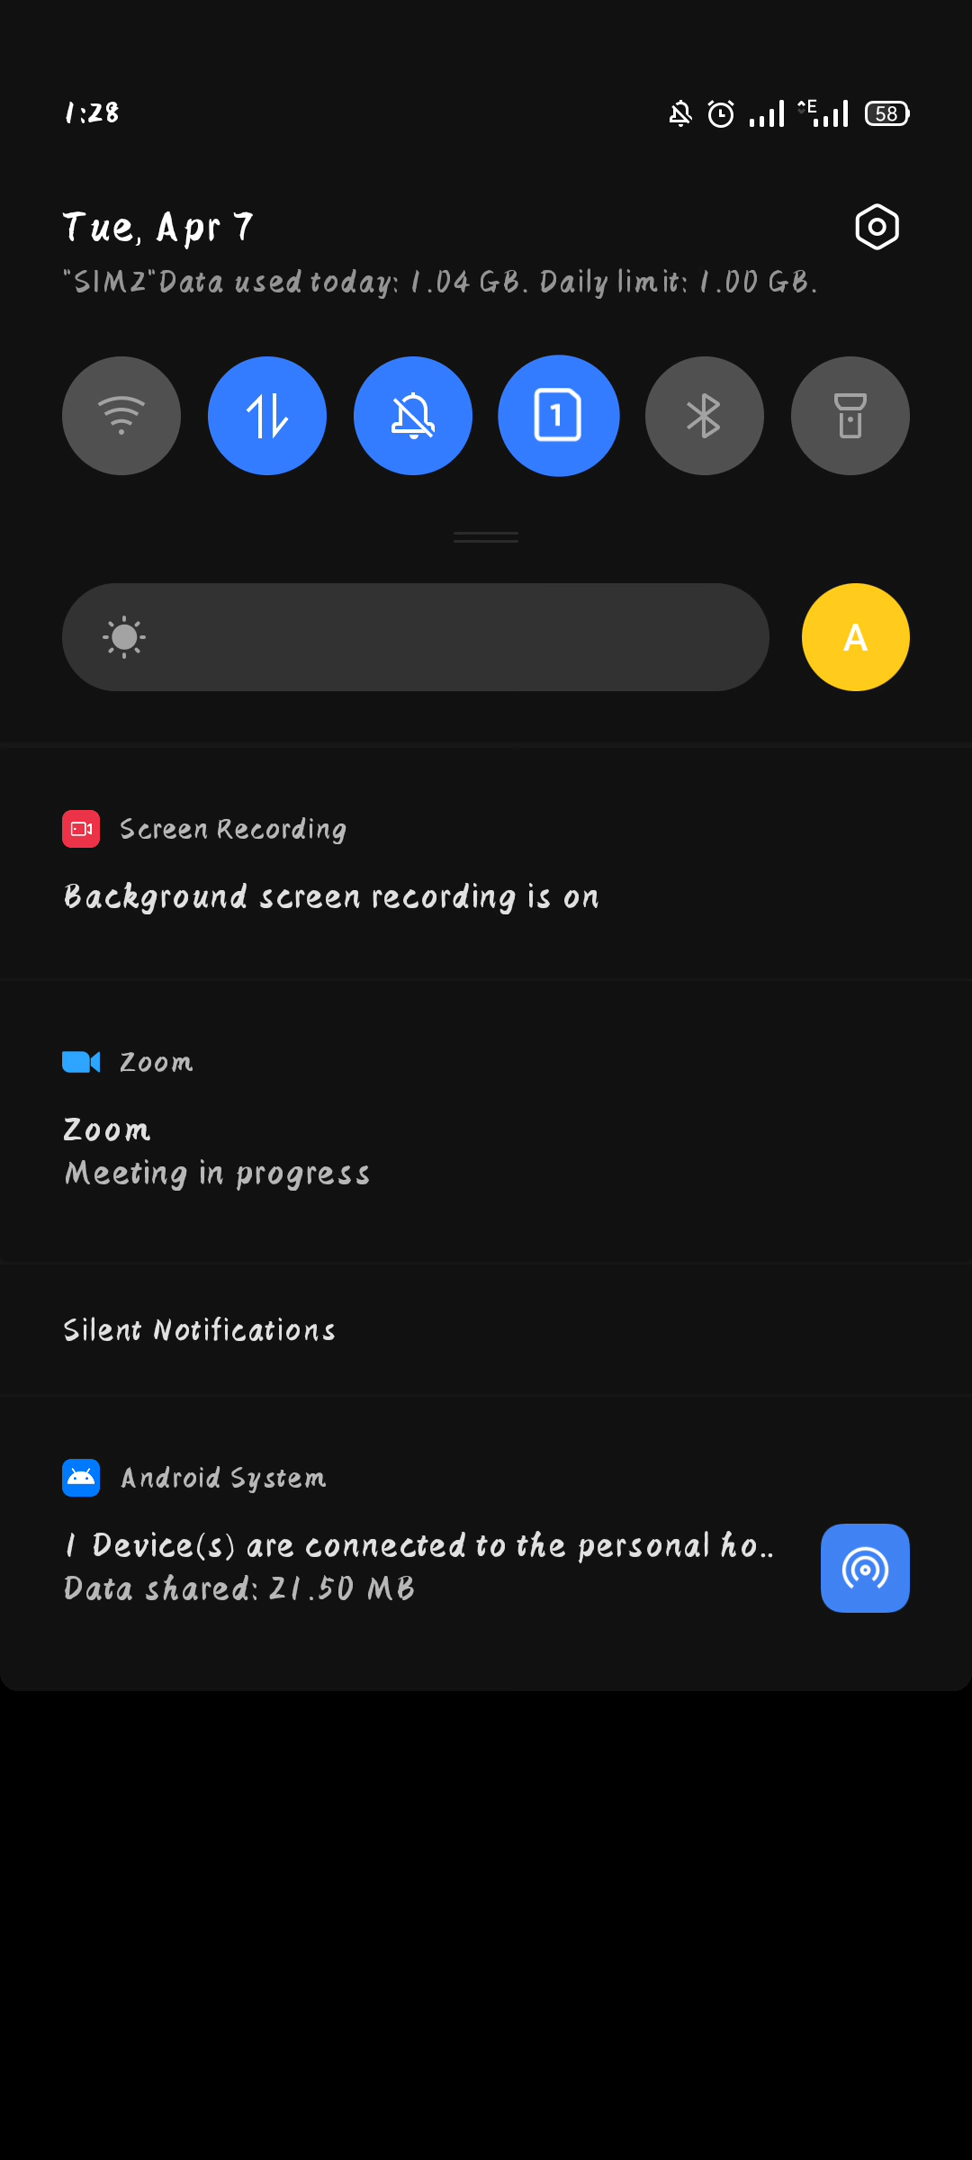 1:28
E
58
Tue, Apr 7
"SIM2"Data used today: 1.04 GB. Daily limit: 1.00 GB.
1
A
Screen Recording
Background screen recording is on
Zoom
Zoom
Meeting in progress
Silent Notifications
Android System
1 Device(s) are connected to the personal ho..
Data shared: 21.50 MB